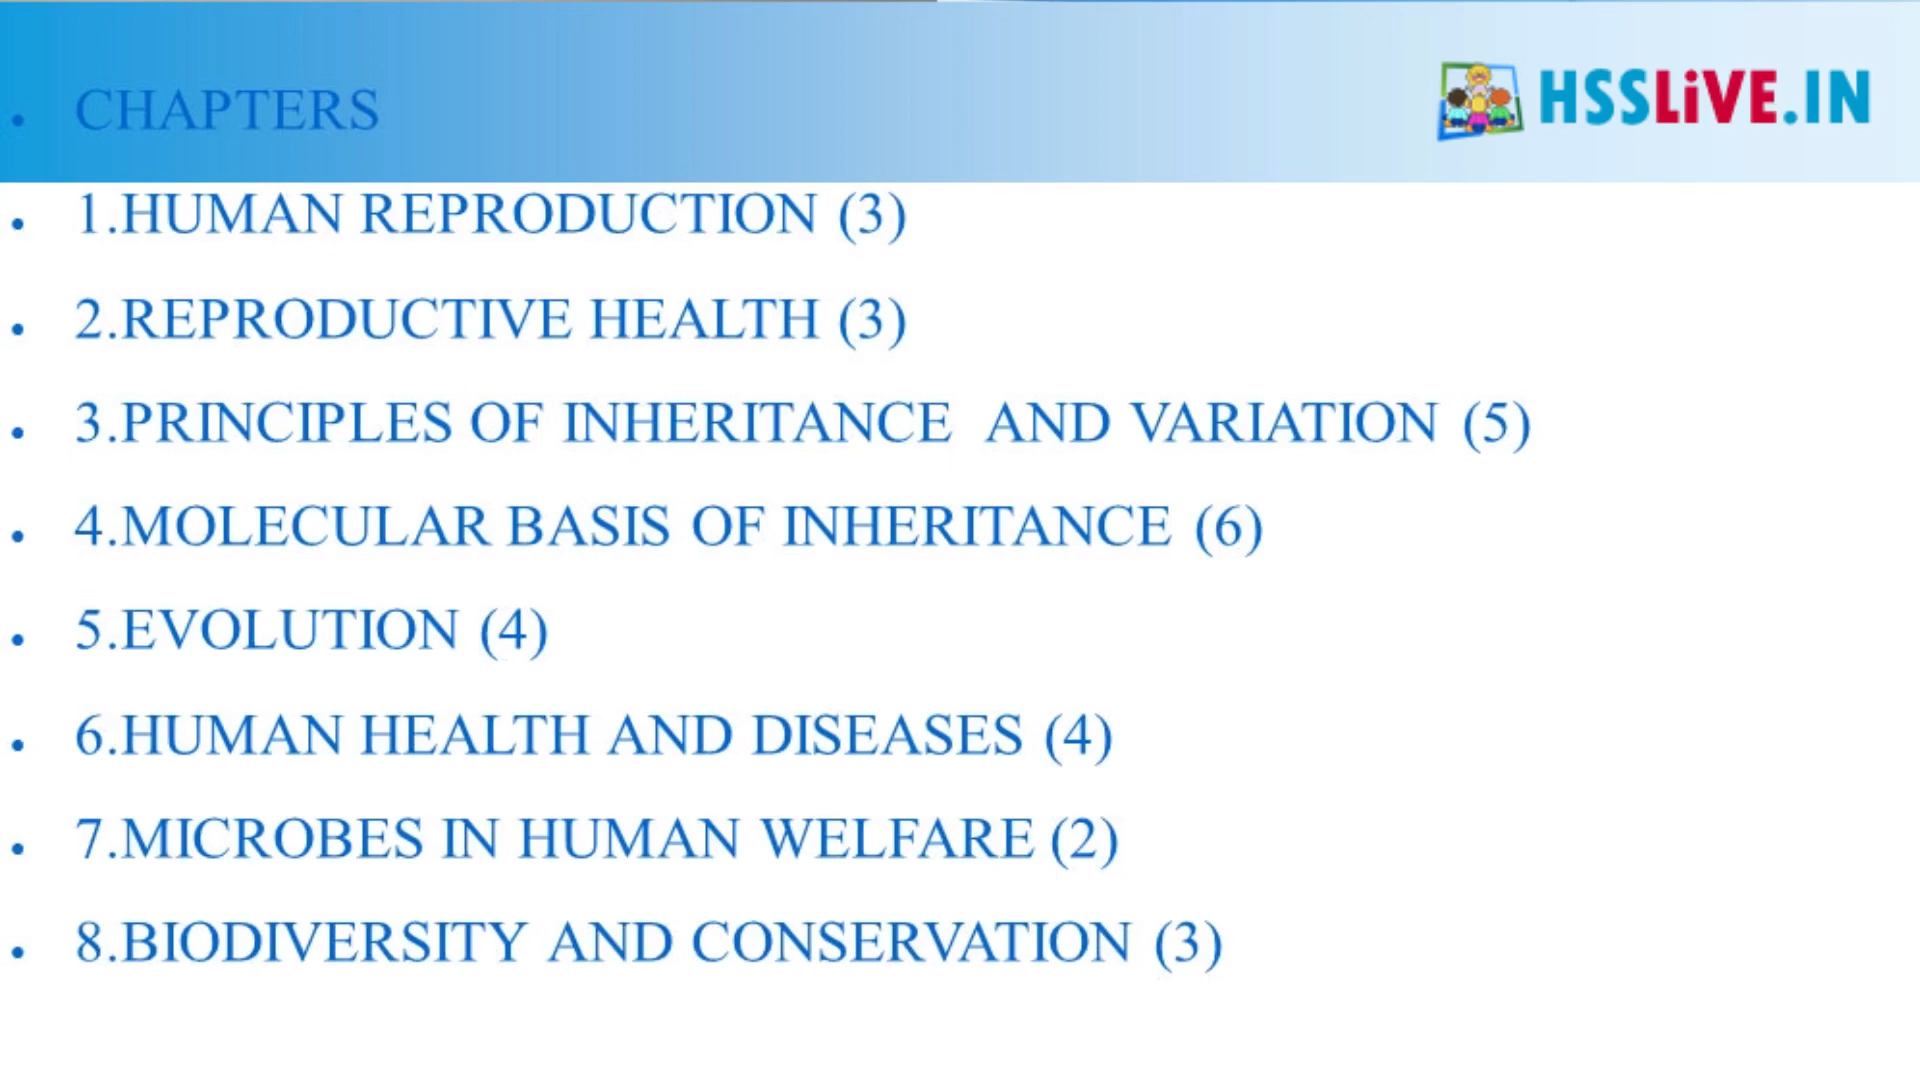 HSSLiVE.IN
• CHAPTERS
• 1.HUMAN REPRODUCTION (3)
• 2.REPRODUCTIVE HEALTH (3)
• 3.PRINCIPLES OF INHERITANCE  AND VARIATION (5)
• 4.MOLECULAR BASIS OF INHERITANCE (6)
• 5.EVOLUTION (4)
• 6.HUMAN HEALTH AND DISEASES (4)
• 7.MICROBES IN HUMAN WELFARE (2)
• 8.BIODIVERSITY AND CONSERVATION (3)